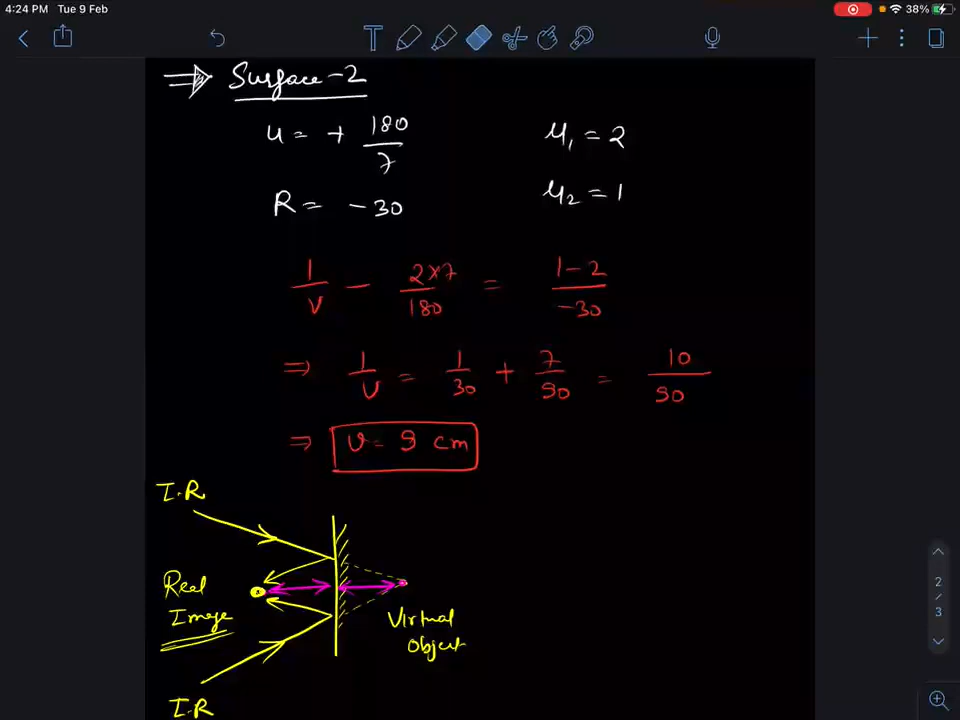 4:24 PM Tue 9 Feb
38%
⇒ Surface-2
u = + 180/7
μ₁ = 2
R = -30
μ₂ = 1
1/v - 2×7/180 = 1-2/-30
⇒ 1/v = 1/30 + 7/90 = 10/90
⇒ v = 9 cm
I.R
Real
Image
Virtual
Object
I.R
2
/
3